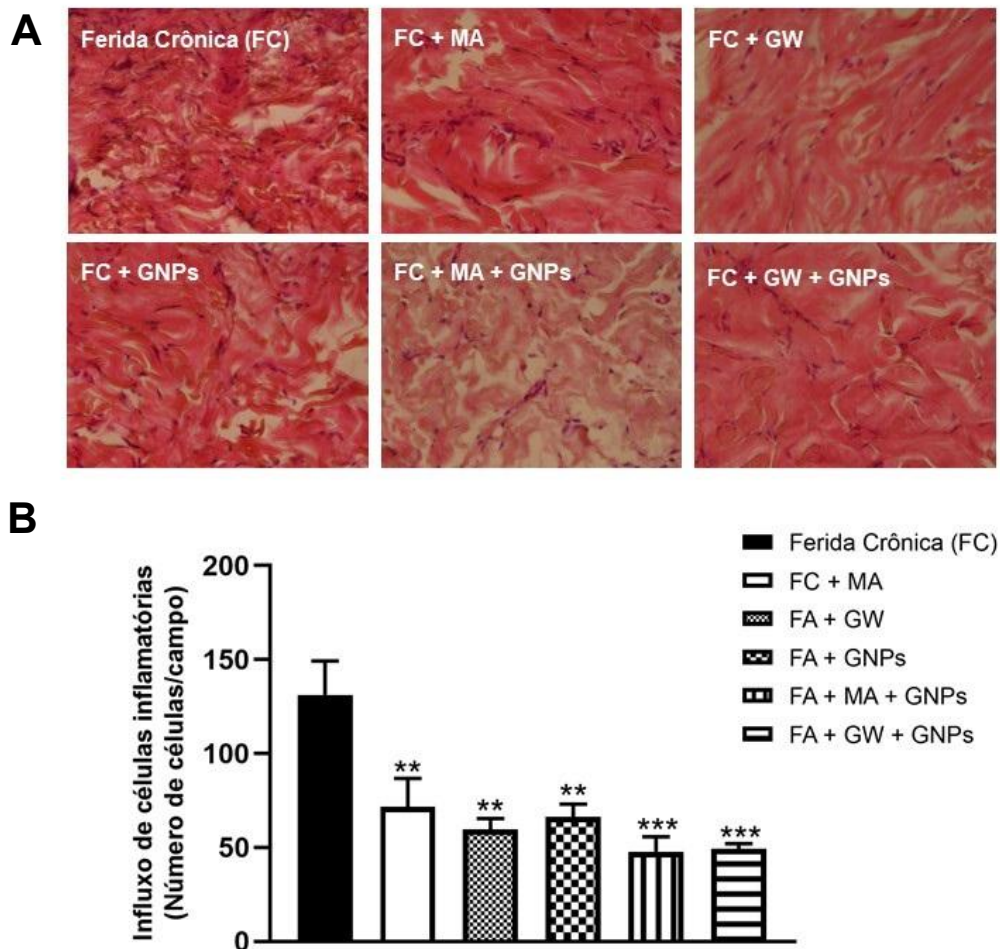 A
Ferida Crônica (FC)
FC + MA
FC + GW
FC + GNPs
FC + MA + GNPs
FC + GW + GNPs
B
Influxo de células inflamatórias
(Número de células/campo)
200
150
100
50
0
**
**
**
***
***
Ferida Crônica (FC)
FC + MA
FA + GW
FA + GNPs
FA + MA + GNPs
FA + GW + GNPs